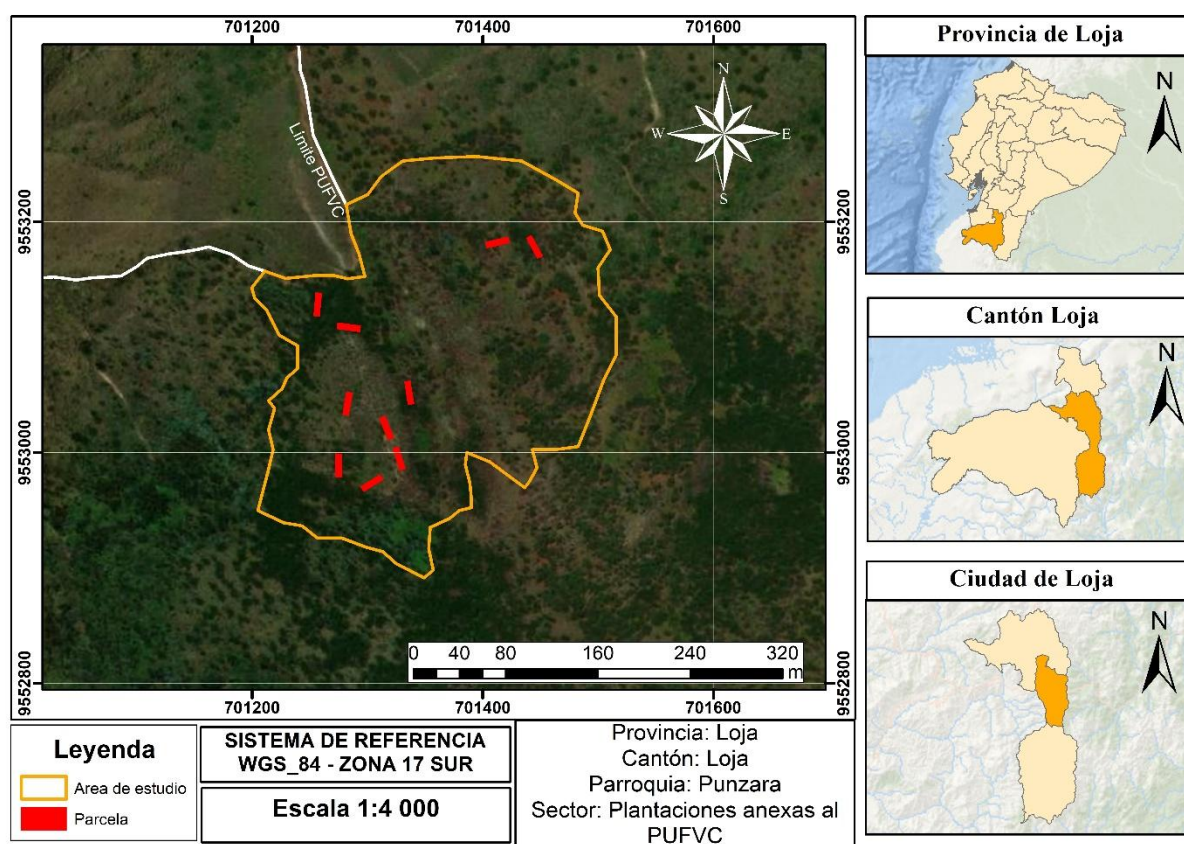 701200 701400 701600
Límite PUFVC
N
W E
S
9553200 9553200
9553000 9553000
9552800 9552800
0 40 80 160 240 320
m
701200 701400 701600
Leyenda
Area de estudio
Parcela
SISTEMA DE REFERENCIA
WGS_84 - ZONA 17 SUR
Escala 1:4 000
Provincia: Loja
Cantón: Loja
Parroquia: Punzara
Sector: Plantaciones anexas al
PUFVC
Provincia de Loja
N
Cantón Loja
N
Ciudad de Loja
N